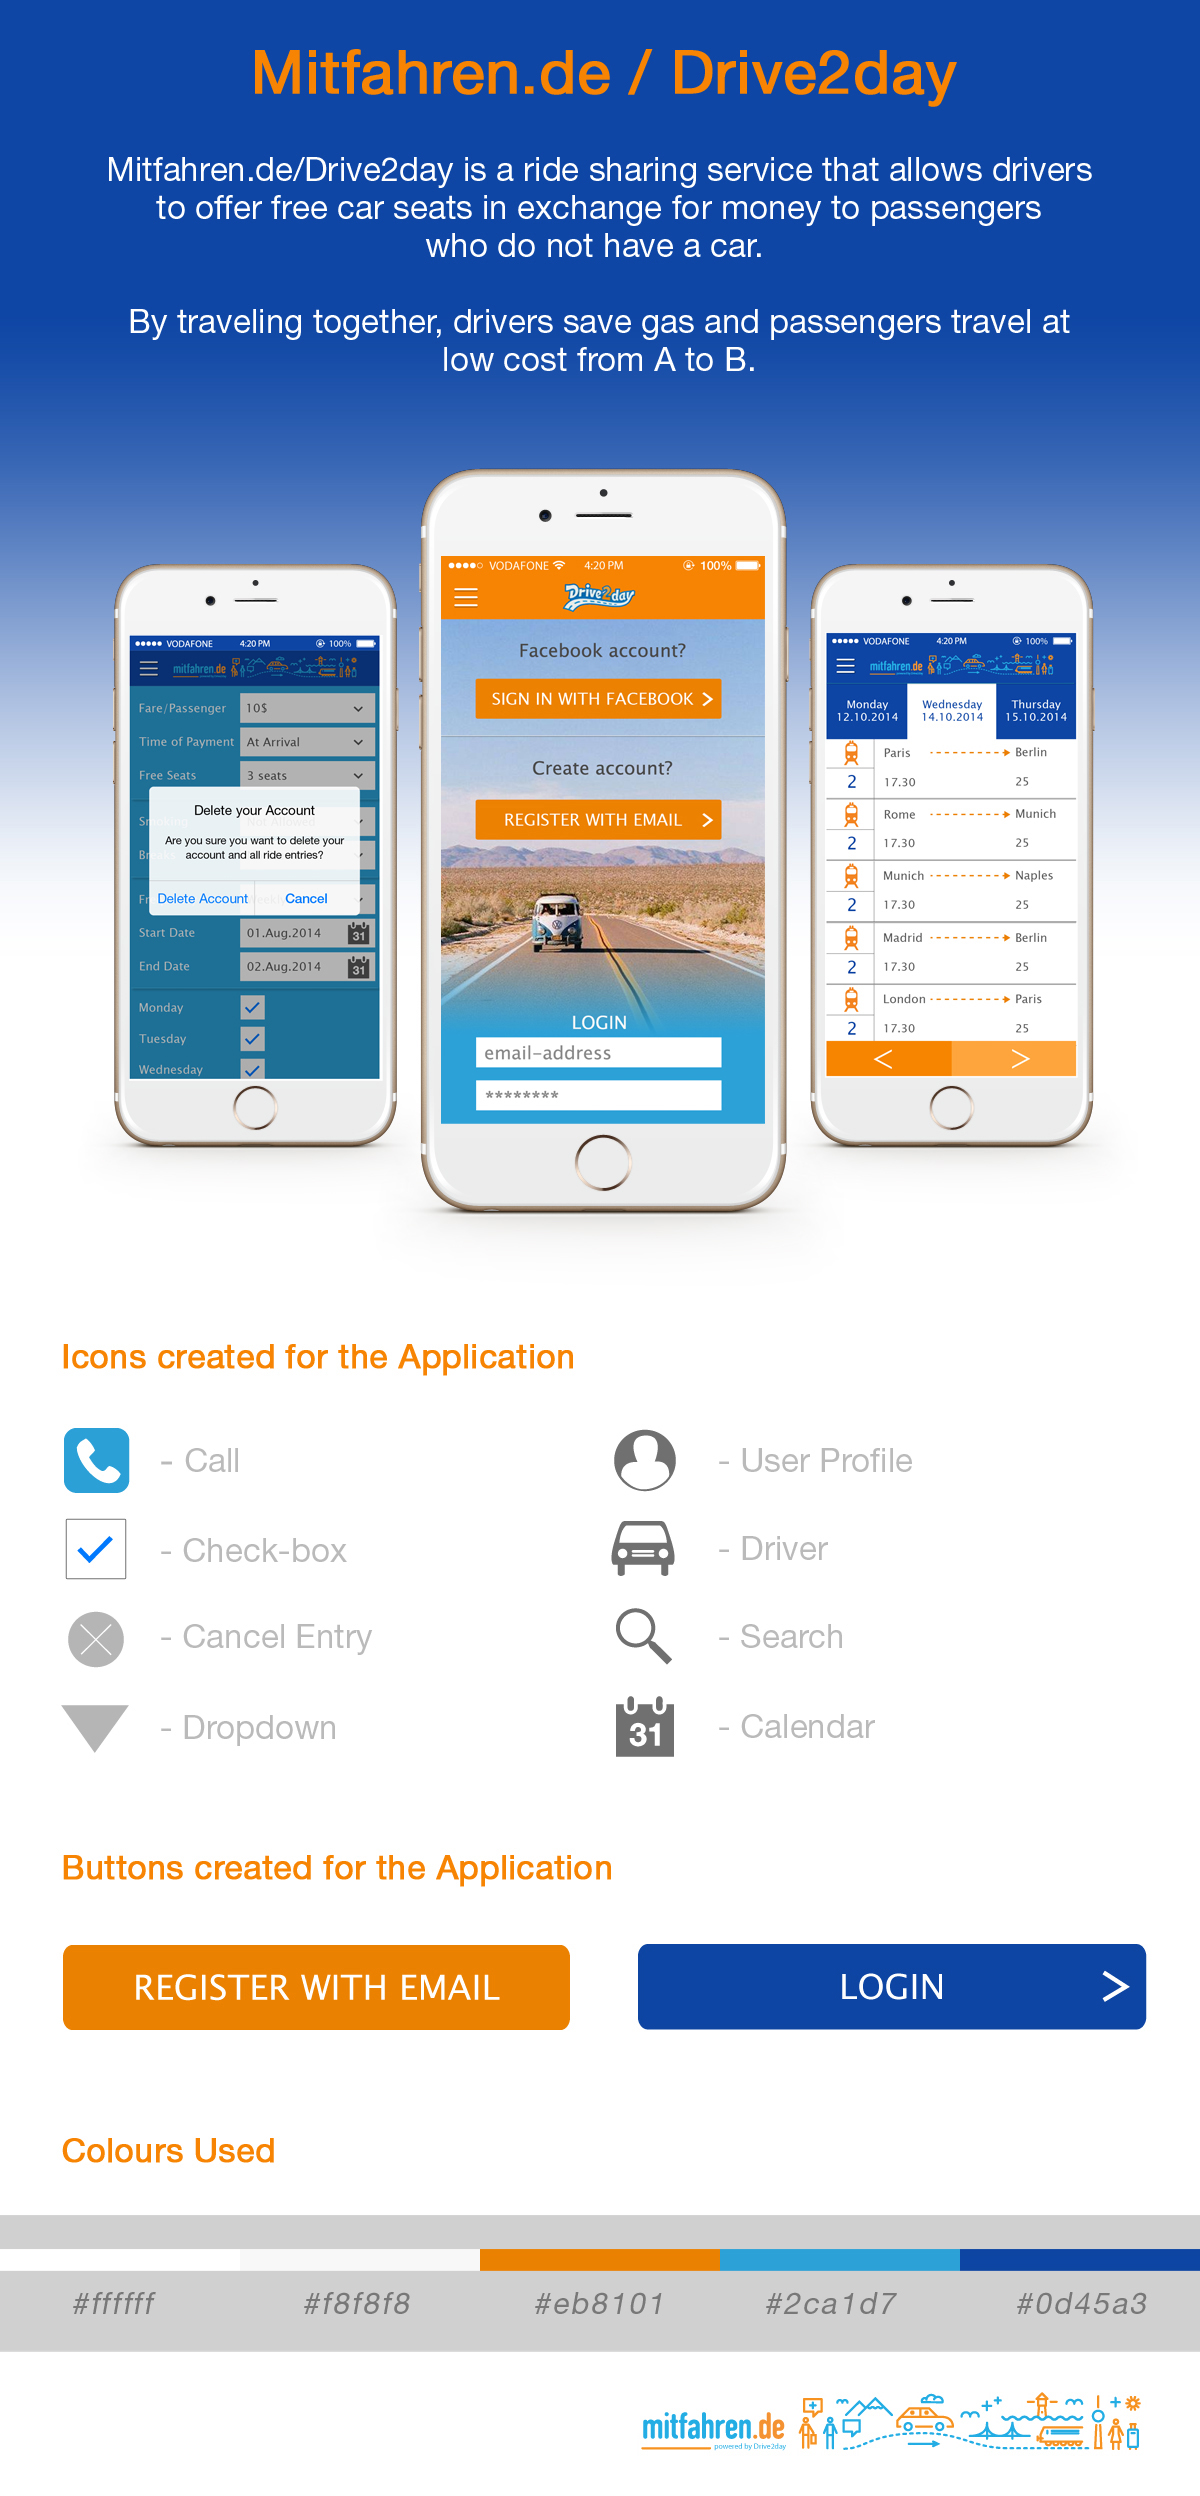 Mitfahren.de / Drive2day
Mitfahren.de/Drive2day is a ride sharing service that allows drivers
to offer free car seats in exchange for money to passengers
who do not have a car.
By traveling together, drivers save gas and passengers travel at
low cost from A to B.
VODAFONE 4:20 PM 100%
mitfahren.de
Fare/Passenger 10$
Time of Payment At Arrival
Free Seats 3 seats
Delete your Account
Are you sure you want to delete your
account and all ride entries?
Delete Account Cancel
Start Date 01.Aug.2014 31
End Date 02.Aug.2014 31
Monday
Tuesday
Wednesday
VODAFONE 4:20 PM 100%
Drive2day
Facebook account?
SIGN IN WITH FACEBOOK >
Create account?
REGISTER WITH EMAIL >
LOGIN
email-address
********
VODAFONE 4:20 PM 100%
mitfahren.de
Monday Wednesday Thursday
12.10.2014 14.10.2014 15.10.2014
Paris Berlin
2 17.30 25
Rome Munich
2 17.30 25
Munich Naples
2 17.30 25
Madrid Berlin
2 17.30 25
London Paris
2 17.30 25
< >
Icons created for the Application
- Call
- User Profile
- Check-box
- Driver
- Cancel Entry
- Search
- Dropdown
31 - Calendar
Buttons created for the Application
REGISTER WITH EMAIL
LOGIN >
Colours Used
#ffffff #f8f8f8 #eb8101 #2ca1d7 #0d45a3
mitfahren.de
powered by Drive2day